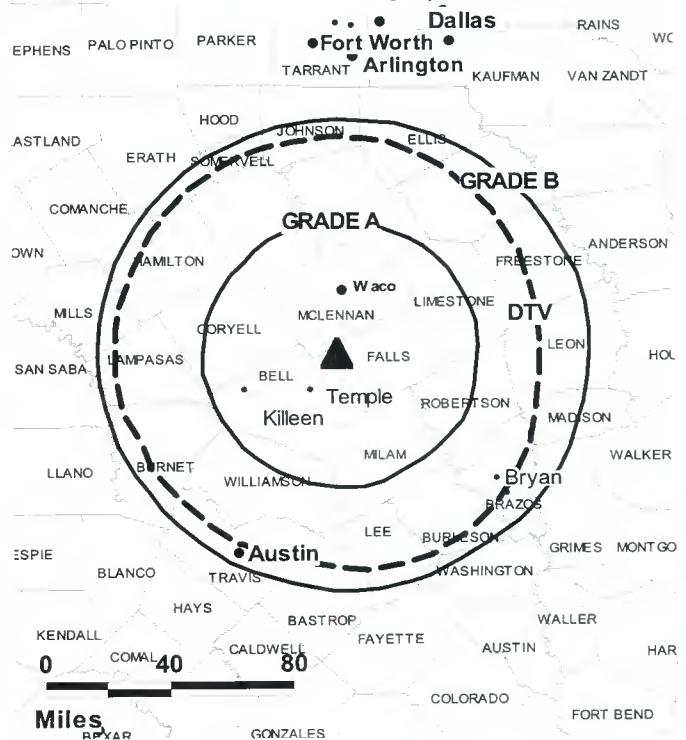 Dallas
RAINS
EPHENS PALO PINTO PARKER
Fort Worth
WO
TARRANT Arlington
KAUFMAN VAN ZANDT
HOOD
JOHNSON
ELLIS
ASTLAND
ERATH SOMERVELL
GRADE B
COMANCHE
GRADE A
ANDERSON
OWN
HAMILTON
FREESTONE
Waco
LIMESTONE
MILLS
MCLENNAN
DTV
CORYELL
LEON
SAN SABA LAMPASAS
FALLS
HOU
BELL
Temple
Killeen
ROBERTSON
MADISON
LLANO
BURNET
WILLIAMSON
MILAM
WALKER
Bryan
BRAZOS
LEE
BURLESON
ESPIE
Austin
GRIMES MONTGO
BLANCO
TRAVIS
WASHINGTON
HAYS
BASTROP
WALLER
KENDALL
COMAL
CALDWELL
FAYETTE
AUSTIN
HAR
0 40 80
COLORADO
Miles
BEXAR
GONZALES
FORT BEND